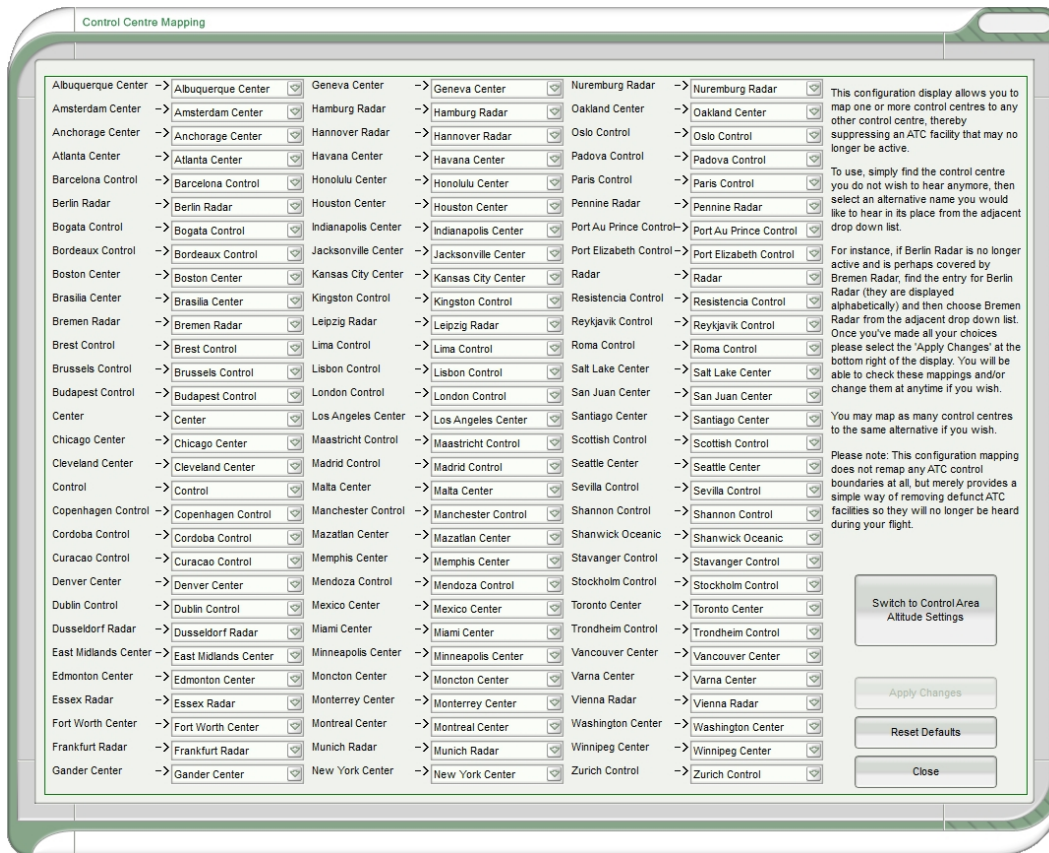 Control Centre Mapping
Albuquerque Center -> Albuquerque Center
Amsterdam Center -> Amsterdam Center
Anchorage Center -> Anchorage Center
Atlanta Center -> Atlanta Center
Barcelona Control -> Barcelona Control
Berlin Radar -> Berlin Radar
Bogata Control -> Bogata Control
Bordeaux Control -> Bordeaux Control
Boston Center -> Boston Center
Brasilia Center -> Brasilia Center
Bremen Radar -> Bremen Radar
Brest Control -> Brest Control
Brussels Control -> Brussels Control
Budapest Control -> Budapest Control
Center -> Center
Chicago Center -> Chicago Center
Cleveland Center -> Cleveland Center
Control -> Control
Copenhagen Control -> Copenhagen Control
Cordoba Control -> Cordoba Control
Curacao Control -> Curacao Control
Denver Center -> Denver Center
Dublin Control -> Dublin Control
Dusseldorf Radar -> Dusseldorf Radar
East Midlands Center -> East Midlands Center
Edmonton Center -> Edmonton Center
Essex Radar -> Essex Radar
Fort Worth Center -> Fort Worth Center
Frankfurt Radar -> Frankfurt Radar
Gander Center -> Gander Center
Geneva Center -> Geneva Center
Hamburg Radar -> Hamburg Radar
Hannover Radar -> Hannover Radar
Havana Center -> Havana Center
Honolulu Center -> Honolulu Center
Houston Center -> Houston Center
Indianapolis Center -> Indianapolis Center
Jacksonville Center -> Jacksonville Center
Kansas City Center -> Kansas City Center
Kingston Control -> Kingston Control
Leipzig Radar -> Leipzig Radar
Lima Control -> Lima Control
Lisbon Control -> Lisbon Control
London Control -> London Control
Los Angeles Center -> Los Angeles Center
Maastricht Control -> Maastricht Control
Madrid Control -> Madrid Control
Malta Center -> Malta Center
Manchester Control -> Manchester Control
Mazatlan Center -> Mazatlan Center
Memphis Center -> Memphis Center
Mendoza Control -> Mendoza Control
Mexico Center -> Mexico Center
Miami Center -> Miami Center
Minneapolis Center -> Minneapolis Center
Moncton Center -> Moncton Center
Monterrey Center -> Monterrey Center
Montreal Center -> Montreal Center
Munich Radar -> Munich Radar
New York Center -> New York Center
Nuremburg Radar -> Nuremburg Radar
Oakland Center -> Oakland Center
Oslo Control -> Oslo Control
Padova Control -> Padova Control
Paris Control -> Paris Control
Pennine Radar -> Pennine Radar
Port Au Prince Control-> Port Au Prince Control
Port Elizabeth Control -> Port Elizabeth Control
Radar -> Radar
Resistencia Control -> Resistencia Control
Reykjavik Control -> Reykjavik Control
Roma Control -> Roma Control
Salt Lake Center -> Salt Lake Center
San Juan Center -> San Juan Center
Santiago Center -> Santiago Center
Scottish Control -> Scottish Control
Seattle Center -> Seattle Center
Sevilla Control -> Sevilla Control
Shannon Control -> Shannon Control
Shanwick Oceanic -> Shanwick Oceanic
Stavanger Control -> Stavanger Control
Stockholm Control -> Stockholm Control
Toronto Center -> Toronto Center
Trondheim Control -> Trondheim Control
Vancouver Center -> Vancouver Center
Varna Center -> Varna Center
Vienna Radar -> Vienna Radar
Washington Center -> Washington Center
Winnipeg Center -> Winnipeg Center
Zurich Control -> Zurich Control
This configuration display allows you to
map one or more control centres to any
other control centre, thereby
suppressing an ATC facility that may no
longer be active.
To use, simply find the control centre
you do not wish to hear anymore, then
select an alternative name you would
like to hear in its place from the adjacent
drop down list.
For instance, if Berlin Radar is no longer
active and is perhaps covered by
Bremen Radar, find the entry for Berlin
Radar (they are displayed
alphabetically) and then choose Bremen
Radar from the adjacent drop down list.
Once you've made all your choices
please select the 'Apply Changes' at the
bottom right of the display. You will be
able to check these mappings and/or
change them at anytime if you wish.
You may map as many control centres
to the same alternative if you wish.
Please note: This configuration mapping
does not remap any ATC control
boundaries at all, but merely provides a
simple way of removing defunct ATC
facilities so they will no longer be heard
during your flight.
Switch to Control Area
Altitude Settings
Apply Changes
Reset Defaults
Close